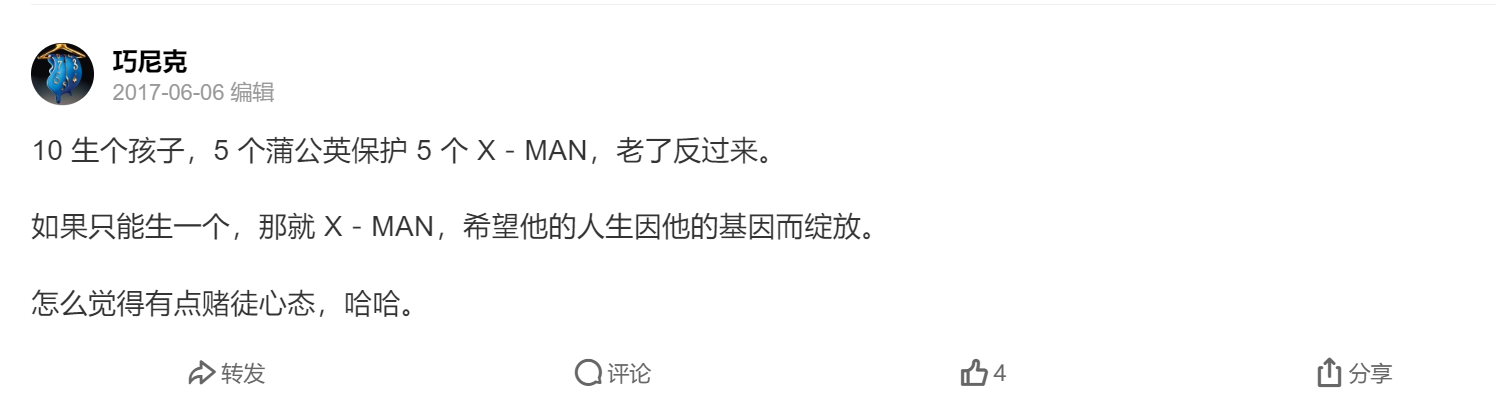 巧尼克
2017-06-06 编辑
10 生个孩子，5 个蒲公英保护 5 个 X - MAN，老了反过来。
如果只能生一个，那就 X - MAN，希望他的人生因他的基因而绽放。
怎么觉得有点赌徒心态，哈哈。
转发 评论 4 分享